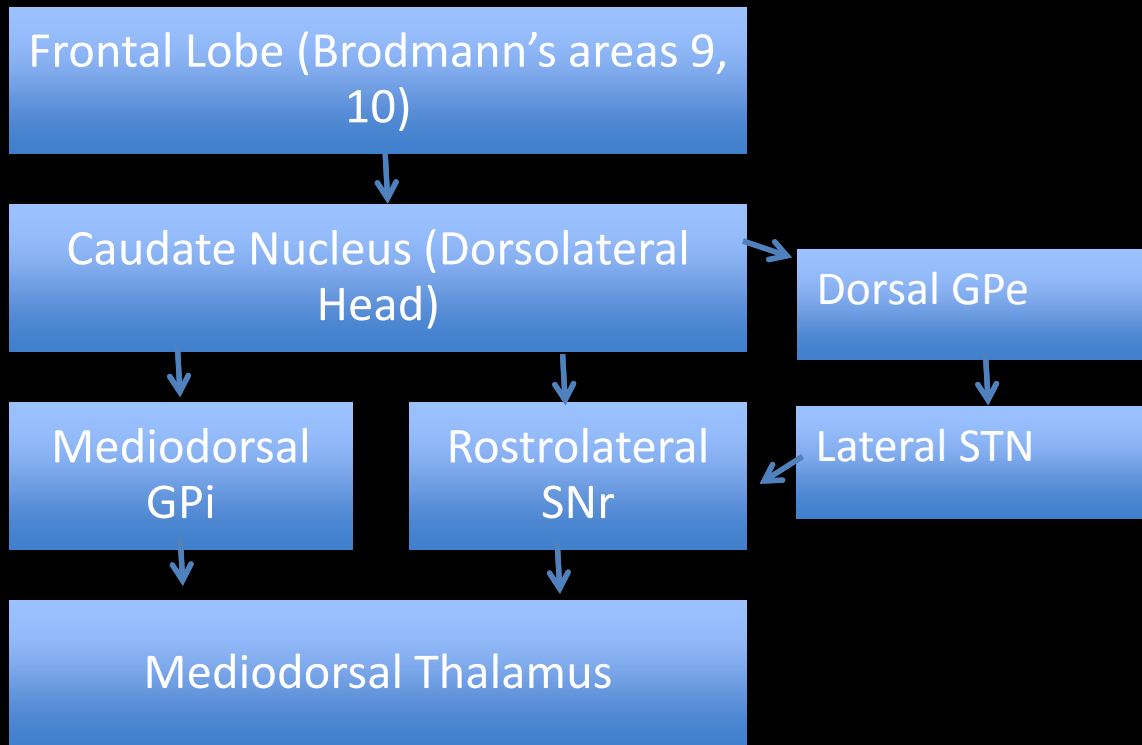 Frontal Lobe (Brodmann’s areas 9,
10)
Caudate Nucleus (Dorsolateral
Head)
Dorsal GPe
Mediodorsal
GPi
Rostrolateral
SNr
Lateral STN
Mediodorsal Thalamus